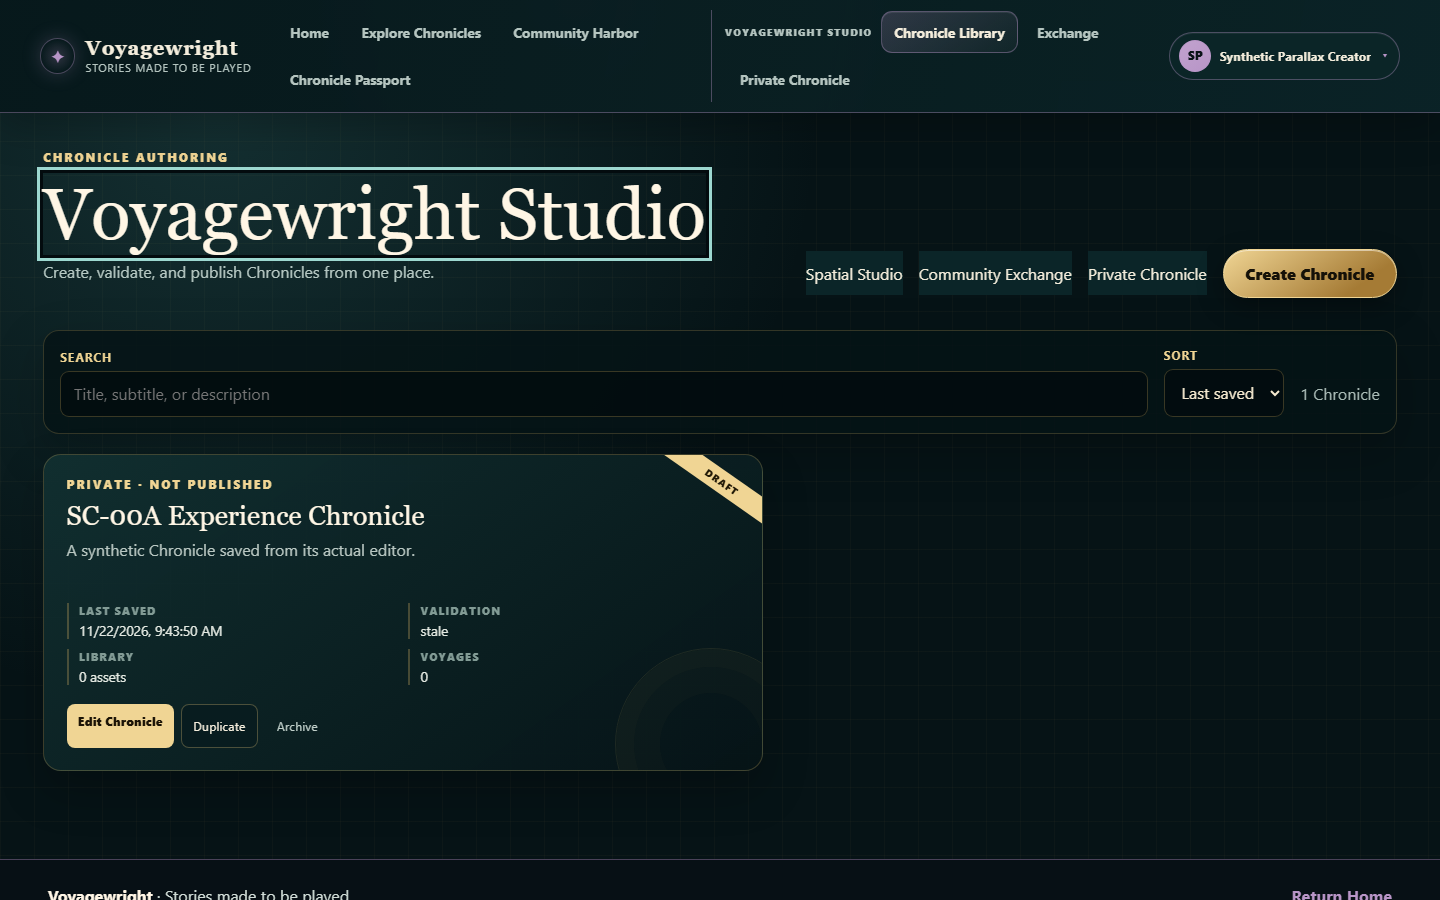 Voyagewright
STORIES MADE TO BE PLAYED
Home
Explore Chronicles
Community Harbor
Chronicle Passport
VOYAGEWRIGHT STUDIO
Chronicle Library
Exchange
Private Chronicle
SP
Synthetic Parallax Creator
CHRONICLE AUTHORING
Voyagewright Studio
Create, validate, and publish Chronicles from one place.
Spatial Studio
Community Exchange
Private Chronicle
Create Chronicle
SEARCH
Title, subtitle, or description
SORT
Last saved
1 Chronicle
DRAFT
PRIVATE · NOT PUBLISHED
SC-00A Experience Chronicle
A synthetic Chronicle saved from its actual editor.
LAST SAVED
11/22/2026, 9:43:50 AM
VALIDATION
stale
LIBRARY
0 assets
VOYAGES
0
Edit Chronicle
Duplicate
Archive
Voyagewright · Stories made to be played
Return Home